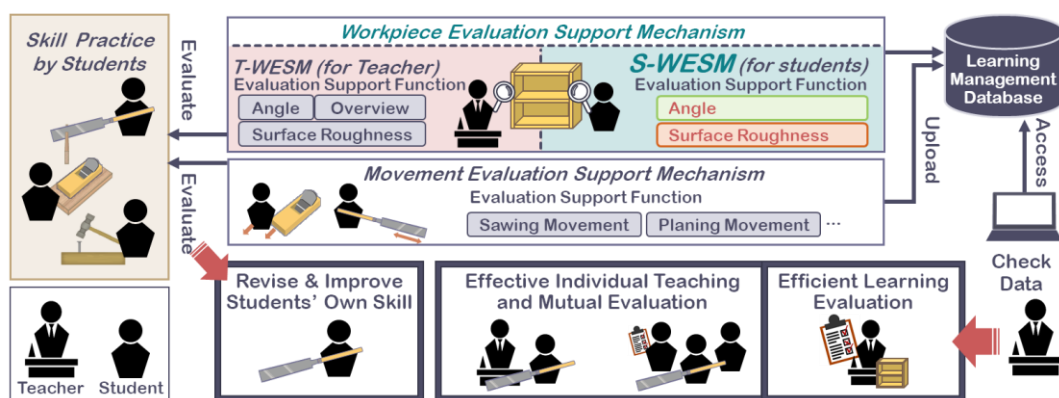 Skill Practice
by Students
Evaluate
Evaluate
Workpiece Evaluation Support Mechanism
T-WESM (for Teacher)
Evaluation Support Function
Angle
Overview
Surface Roughness
S-WESM (for students)
Evaluation Support Function
Angle
Surface Roughness
Movement Evaluation Support Mechanism
Evaluation Support Function
Sawing Movement
Planing Movement
...
Learning
Management
Database
Upload
Access
Check
Data
Revise & Improve
Students' Own Skill
Effective Individual Teaching
and Mutual Evaluation
Efficient Learning
Evaluation
Teacher
Student